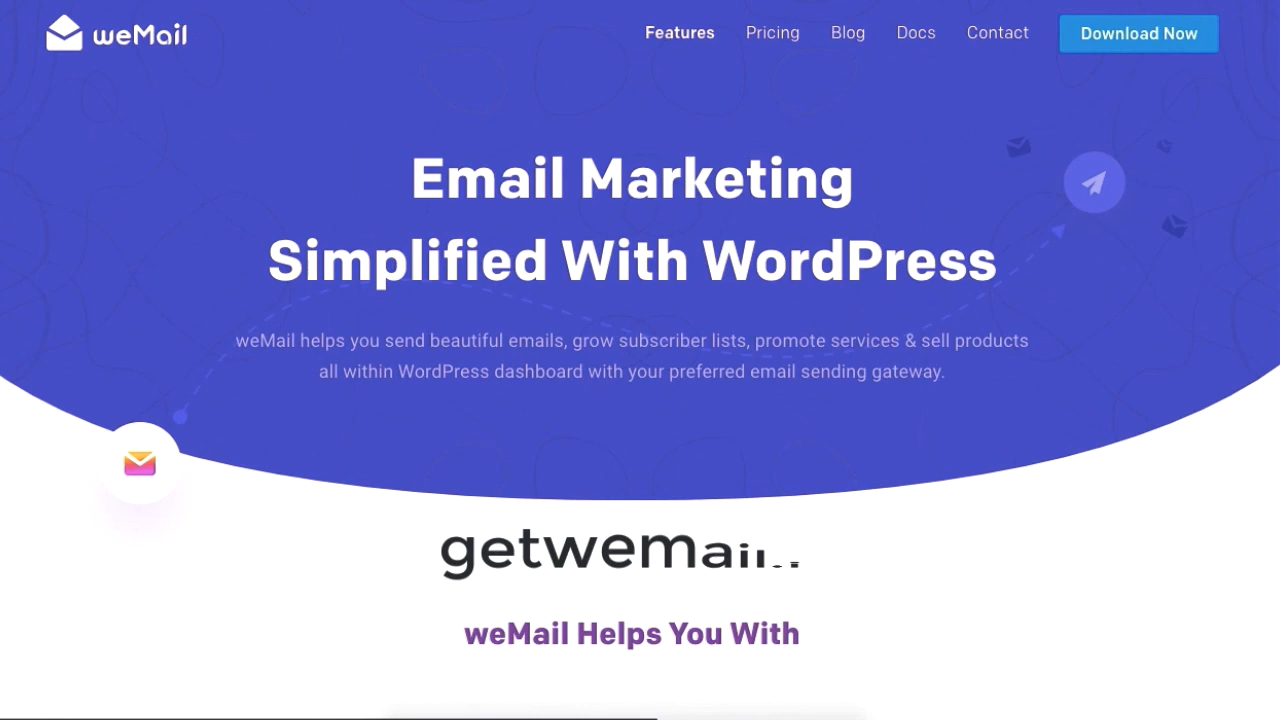 weMail
Features
Pricing
Blog
Docs
Contact
Download Now
Email Marketing
Simplified With WordPress
weMail helps you send beautiful emails, grow subscriber lists, promote services & sell products
all within WordPress dashboard with your preferred email sending gateway.
weMail Helps You With